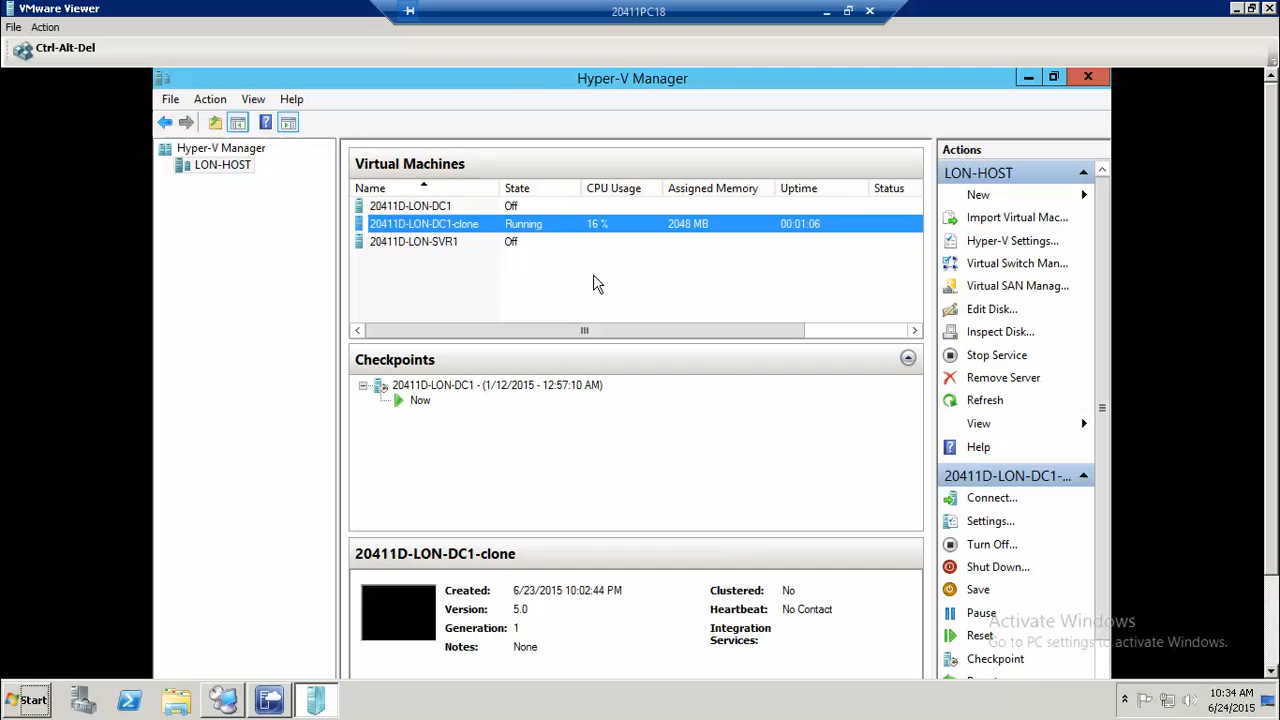 VMware Viewer
20411PC18
File Action
Ctrl-Alt-Del
Hyper-V Manager
File Action View Help
Hyper-V Manager
LON-HOST
Virtual Machines
Name State CPU Usage Assigned Memory Uptime Status
20411D-LON-DC1 Off
20411D-LON-DC1-clone Running 16 % 2048 MB 00:01:06
20411D-LON-SVR1 Off
Checkpoints
20411D-LON-DC1 - (1/12/2015 - 12:57:10 AM)
Now
20411D-LON-DC1-clone
Created: 6/23/2015 10:02:44 PM Clustered: No
Version: 5.0 Heartbeat: No Contact
Generation: 1 Integration
Services:
Notes: None
Actions
LON-HOST
New
Import Virtual Mac...
Hyper-V Settings...
Virtual Switch Man...
Virtual SAN Manag...
Edit Disk...
Inspect Disk...
Stop Service
Remove Server
Refresh
View
Help
20411D-LON-DC1-...
Connect...
Settings...
Turn Off...
Shut Down...
Save
Pause
Reset
Checkpoint
Activate Windows
Go to PC settings to activate Windows.
Start
10:34 AM
6/24/2015